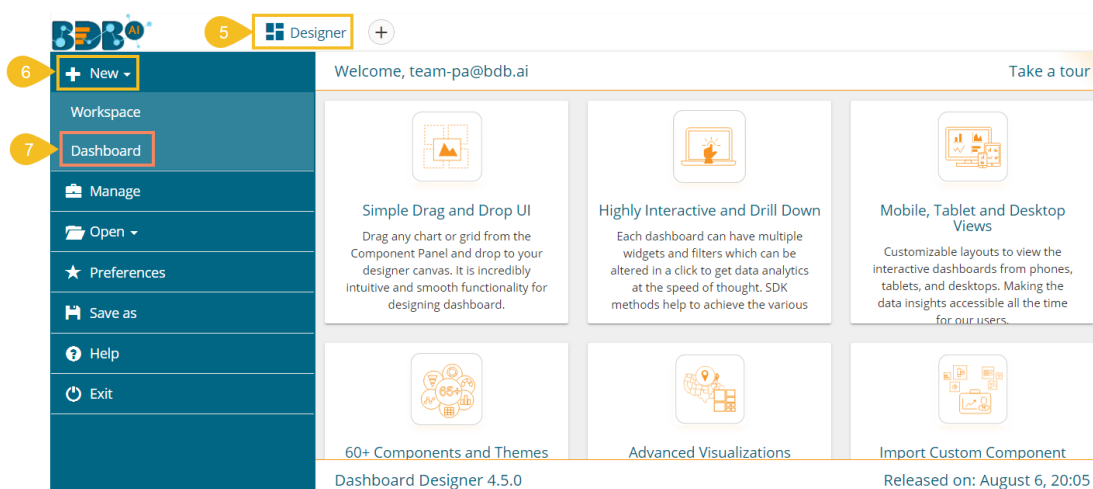 BDB AI
5
Designer
+
6
New
Welcome, team-pa@bdb.ai
Take a tour
Workspace
7
Dashboard
Manage
Open
Preferences
Save as
Help
Exit
Simple Drag and Drop UI
Drag any chart or grid from the
Component Panel and drop to your
designer canvas. It is incredibly
intuitive and smooth functionality for
designing dashboard.
Highly Interactive and Drill Down
Each dashboard can have multiple
widgets and filters which can be
altered in a click to get data analytics
at the speed of thought. SDK
methods help to achieve the various
Mobile, Tablet and Desktop
Views
Customizable layouts to view the
interactive dashboards from phones,
tablets, and desktops. Making the
data insights accessible all the time
for our users.
65+
60+ Components and Themes
Advanced Visualizations
Import Custom Component
Dashboard Designer 4.5.0
Released on: August 6, 20:05